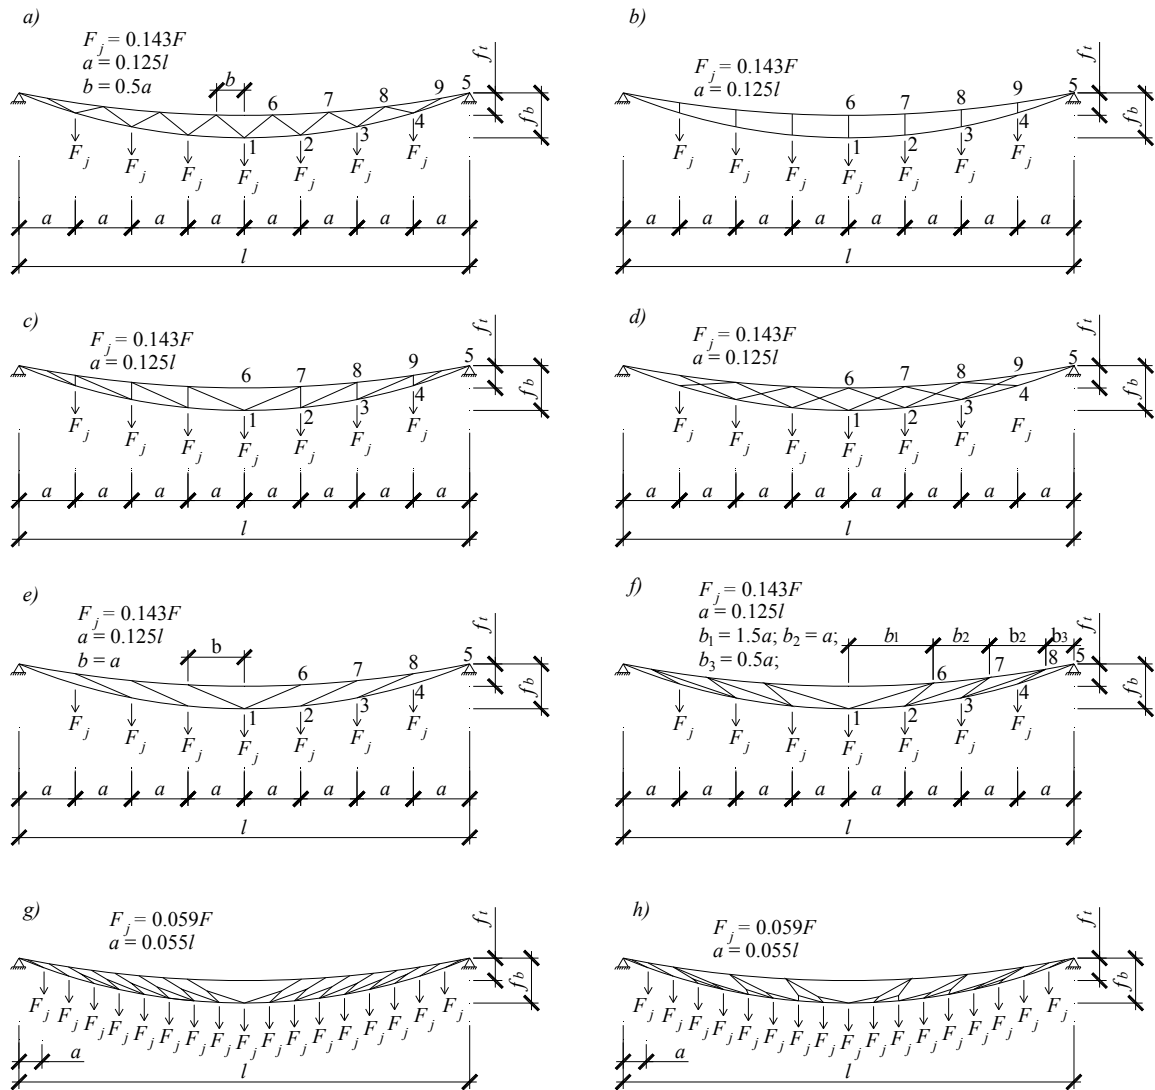 a)
F_j = 0.143F
a = 0.125l
b = 0.5a
b
6 7 8 9 5
1 2 3 4
f_t
f_b
F_j F_j F_j F_j F_j F_j F_j
a a a a a a a a
l
b)
F_j = 0.143F
a = 0.125l
6 7 8 9 5
1 2 3 4
f_t
f_b
F_j F_j F_j F_j F_j F_j F_j
a a a a a a a a
l
c)
F_j = 0.143F
a = 0.125l
6 7 8 9 5
1 2 3 4
f_t
f_b
F_j F_j F_j F_j F_j F_j F_j
a a a a a a a a
l
d)
F_j = 0.143F
a = 0.125l
6 7 8 9 5
1 2 3 4
f_t
f_b
F_j F_j F_j F_j F_j F_j F_j
a a a a a a a a
l
e)
F_j = 0.143F
a = 0.125l
b = a
b
6 7 8 5
1 2 3 4
f_t
f_b
F_j F_j F_j F_j F_j F_j F_j
a a a a a a a a
l
f)
F_j = 0.143F
a = 0.125l
b_1 = 1.5a; b_2 = a;
b_3 = 0.5a;
b_1 b_2 b_2 b_3
6 7 8 5
1 2 3 4
f_t
f_b
F_j F_j F_j F_j F_j F_j F_j
a a a a a a a a
l
g)
F_j = 0.059F
a = 0.055l
f_t
f_b
F_j F_j F_j F_j F_j F_j F_j F_j F_j F_j F_j F_j F_j F_j F_j F_j F_j
a
l
h)
F_j = 0.059F
a = 0.055l
f_t
f_b
F_j F_j F_j F_j F_j F_j F_j F_j F_j F_j F_j F_j F_j F_j F_j F_j F_j
a
l